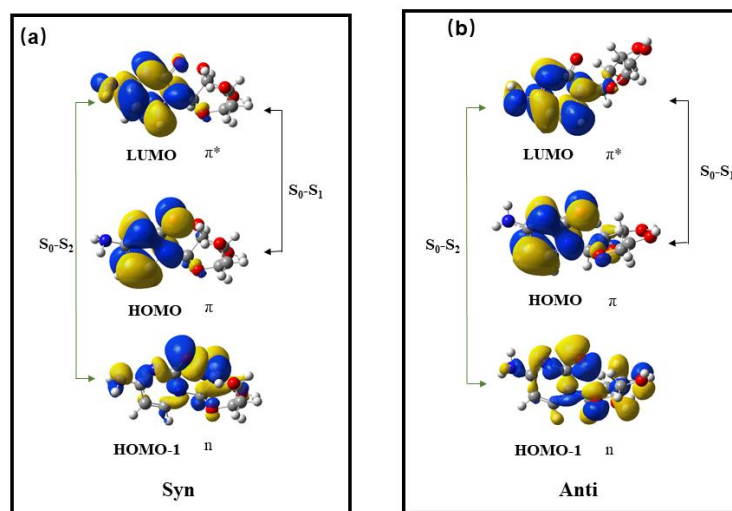 (a)
LUMO π*
S₀-S₁
S₀-S₂
HOMO π
HOMO-1 n
Syn
(b)
LUMO π*
S₀-S₁
S₀-S₂
HOMO π
HOMO-1 n
Anti